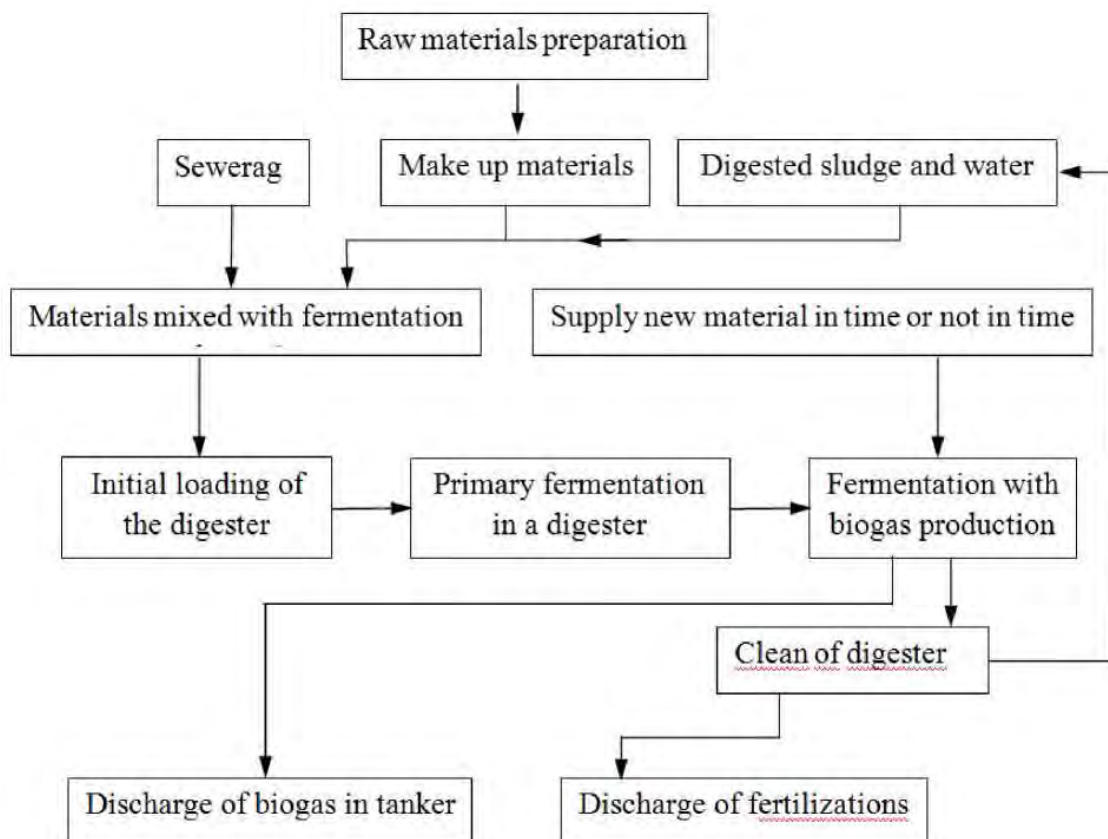 Raw materials preparation
Sewerag
Make up materials
Digested sludge and water
Materials mixed with fermentation
Supply new material in time or not in time
Initial loading of
the digester
Primary fermentation
in a digester
Fermentation with
biogas production
Clean of digester
Discharge of biogas in tanker
Discharge of fertilizations